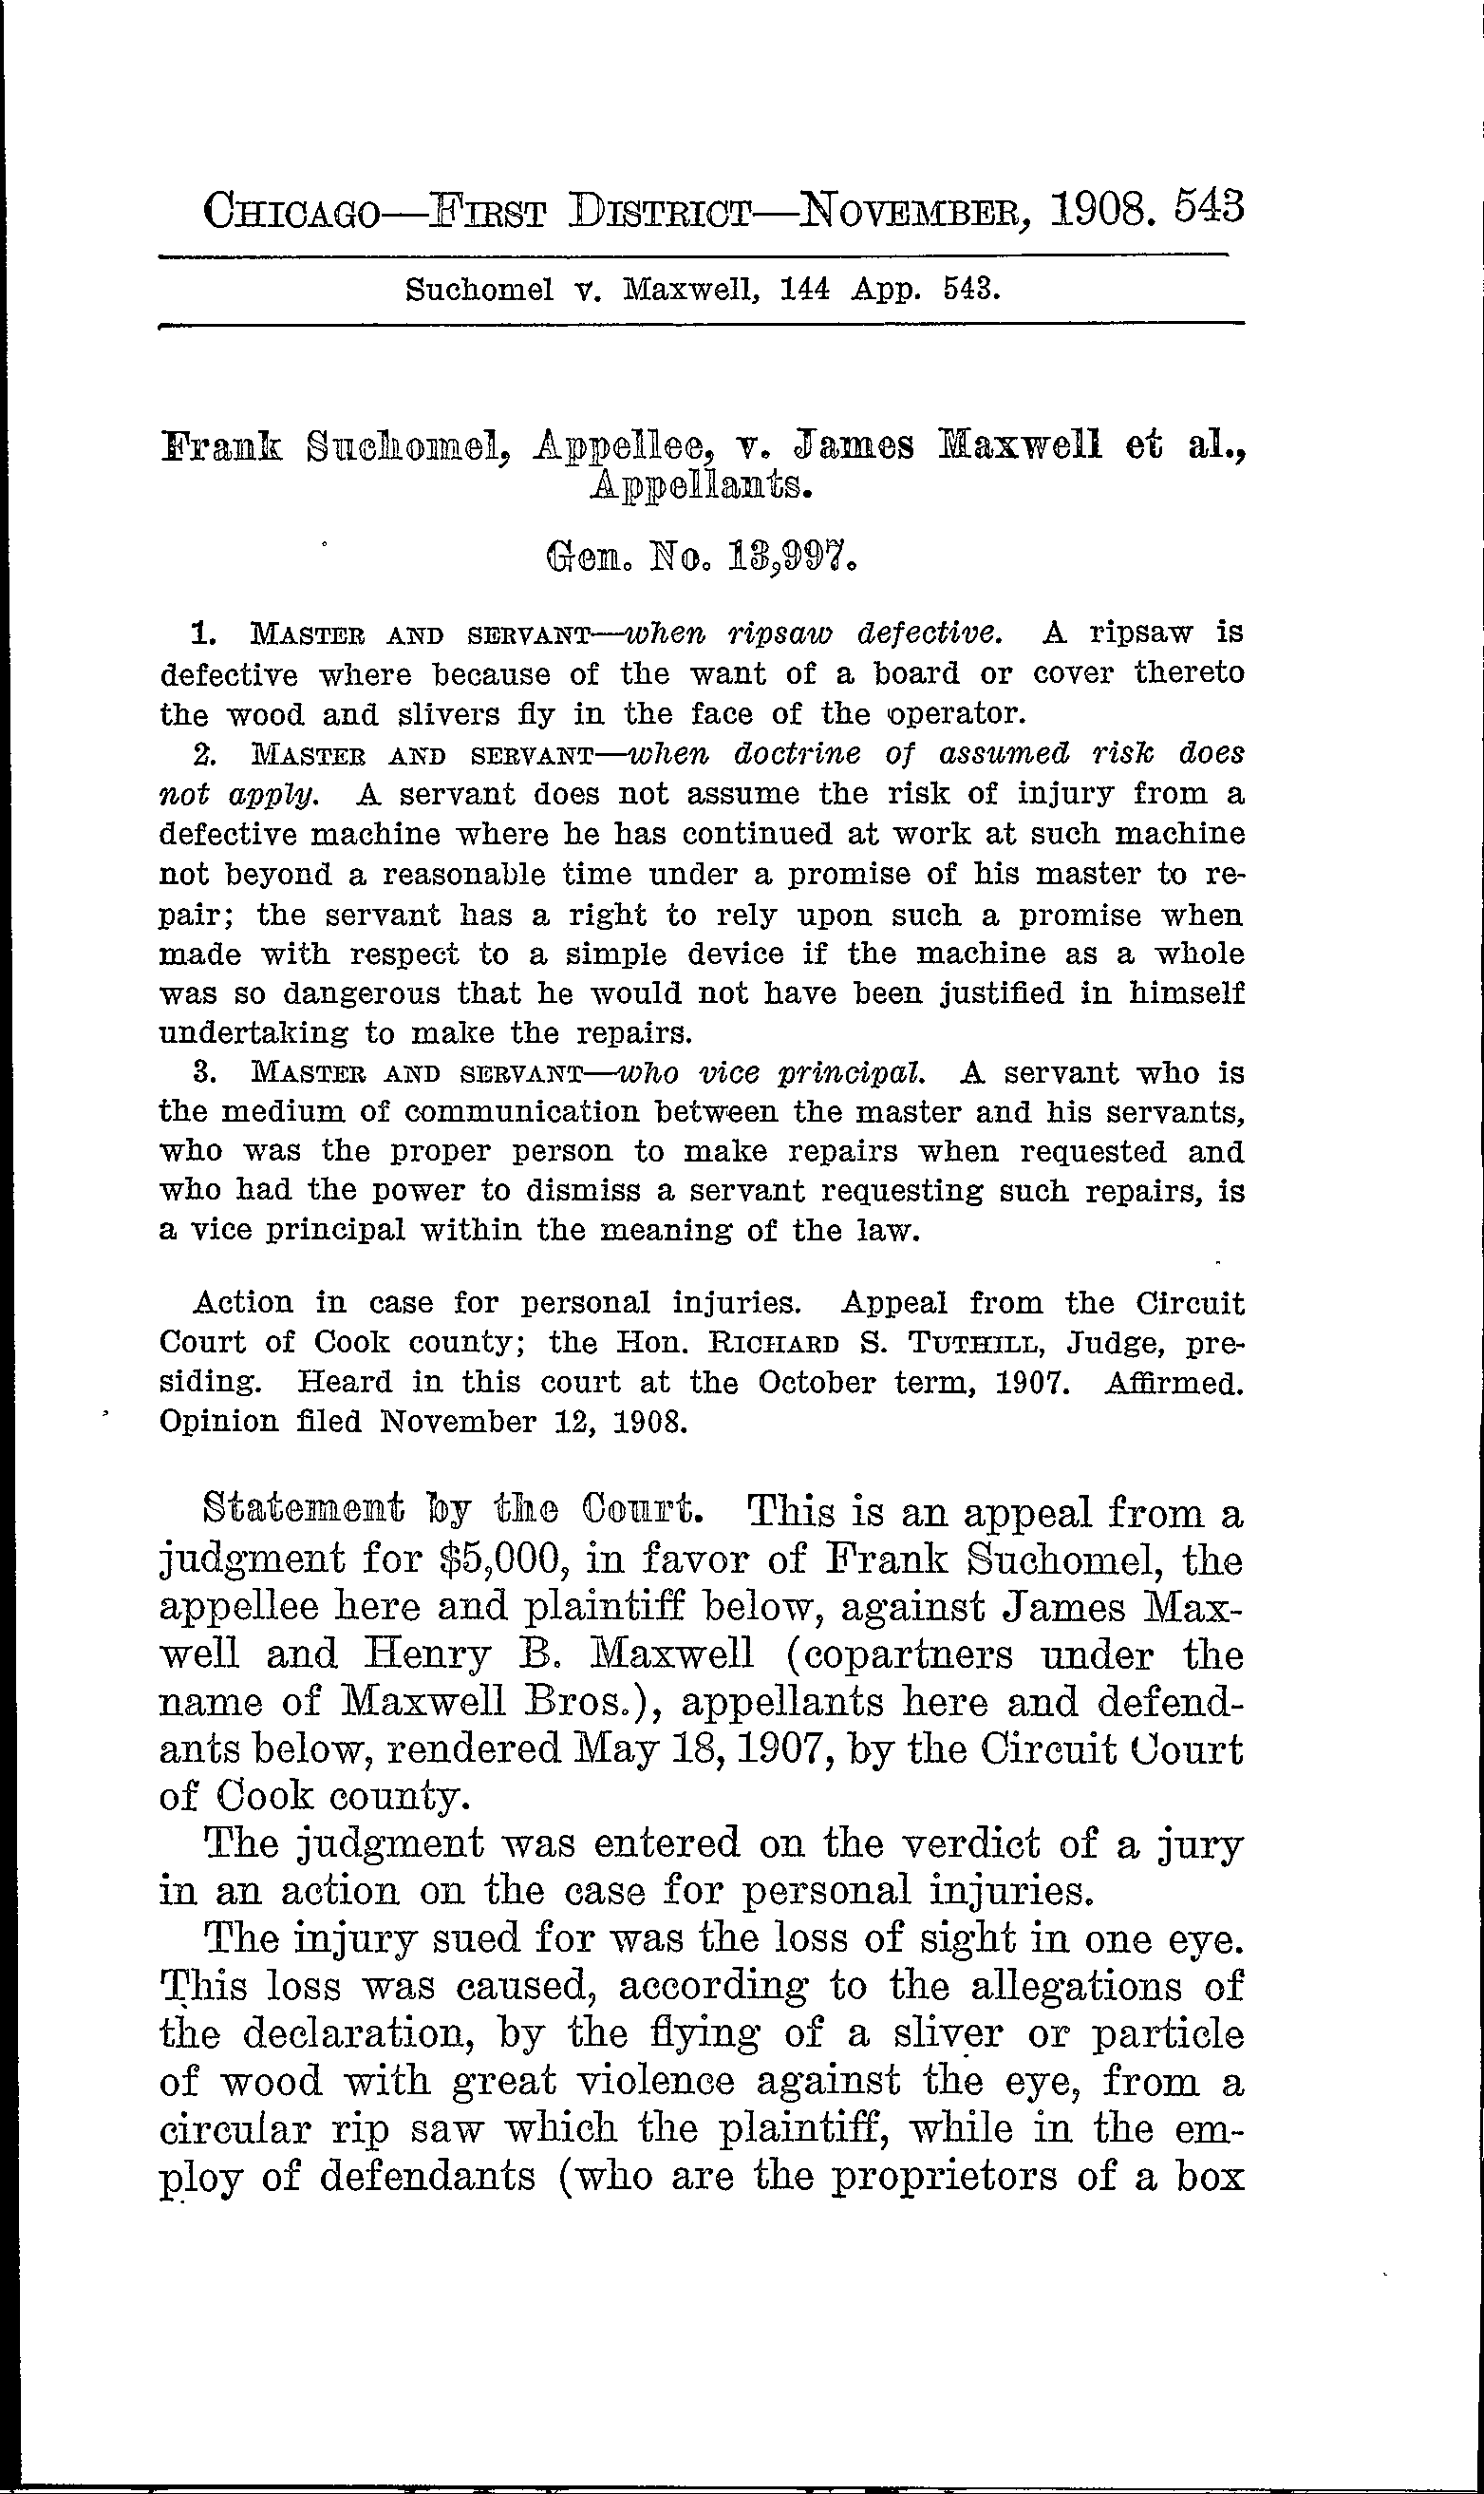 CHICAGO—FIRST DISTRICT—NOVEMBER, 1908. 543
Suchomel v. Maxwell, 144 App. 543.
Frank Suchomel, Appellee, v. James Maxwell et al.,
Appellants.
Gen. No. 13,997.
1. MASTER AND SERVANT—when ripsaw defective. A ripsaw is
defective where because of the want of a board or cover thereto
the wood and slivers fly in the face of the operator.
2. MASTER AND SERVANT—when doctrine of assumed risk does
not apply. A servant does not assume the risk of injury from a
defective machine where he has continued at work at such machine
not beyond a reasonable time under a promise of his master to re-
pair; the servant has a right to rely upon such a promise when
made with respect to a simple device if the machine as a whole
was so dangerous that he would not have been justified in himself
undertaking to make the repairs.
3. MASTER AND SERVANT—who vice principal. A servant who is
the medium of communication between the master and his servants,
who was the proper person to make repairs when requested and
who had the power to dismiss a servant requesting such repairs, is
a vice principal within the meaning of the law.
Action in case for personal injuries. Appeal from the Circuit
Court of Cook county; the Hon. RICHARD S. TUTHILL, Judge, pre-
siding. Heard in this court at the October term, 1907. Affirmed.
Opinion filed November 12, 1908.
Statement by the Court. This is an appeal from a
judgment for $5,000, in favor of Frank Suchomel, the
appellee here and plaintiff below, against James Max-
well and Henry B. Maxwell (copartners under the
name of Maxwell Bros.), appellants here and defend-
ants below, rendered May 18, 1907, by the Circuit Court
of Cook county.
The judgment was entered on the verdict of a jury
in an action on the case for personal injuries.
The injury sued for was the loss of sight in one eye.
This loss was caused, according to the allegations of
the declaration, by the flying of a sliver or particle
of wood with great violence against the eye, from a
circular rip saw which the plaintiff, while in the em-
ploy of defendants (who are the proprietors of a box